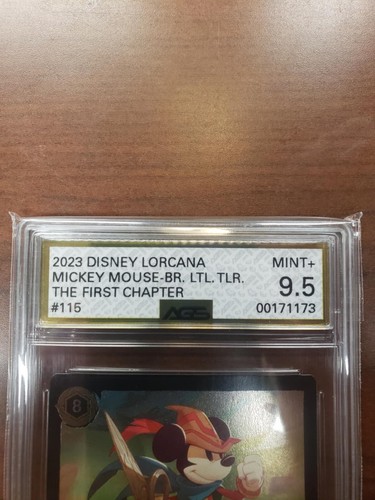 2023 DISNEY LORCANA MINT+
MICKEY MOUSE-BR. LTL. TLR. 9.5
THE FIRST CHAPTER
#115 AGS 00171173
8